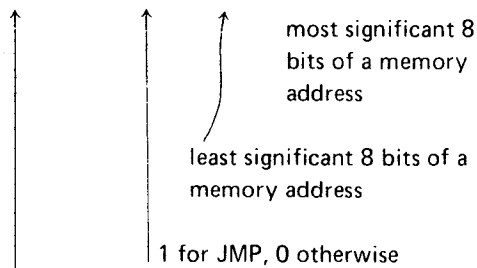 most significant 8
bits of a memory
address
least significant 8 bits of a
memory address
1 for JMP, 0 otherwise